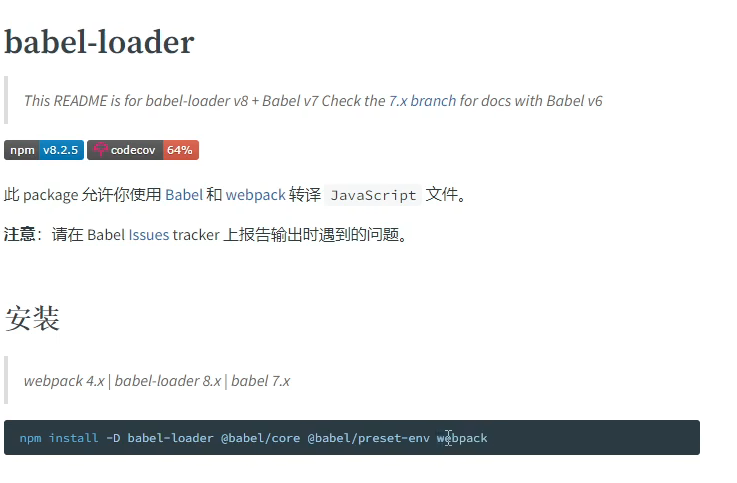 babel-loader
This README is for babel-loader v8 + Babel v7 Check the 7.x branch for docs with Babel v6
npm v8.2.5 codecov 64%
此 package 允许你使用 Babel 和 webpack 转译 JavaScript 文件。
注意：请在 Babel Issues tracker 上报告输出时遇到的问题。
安装
webpack 4.x | babel-loader 8.x | babel 7.x
npm install -D babel-loader @babel/core @babel/preset-env webpack